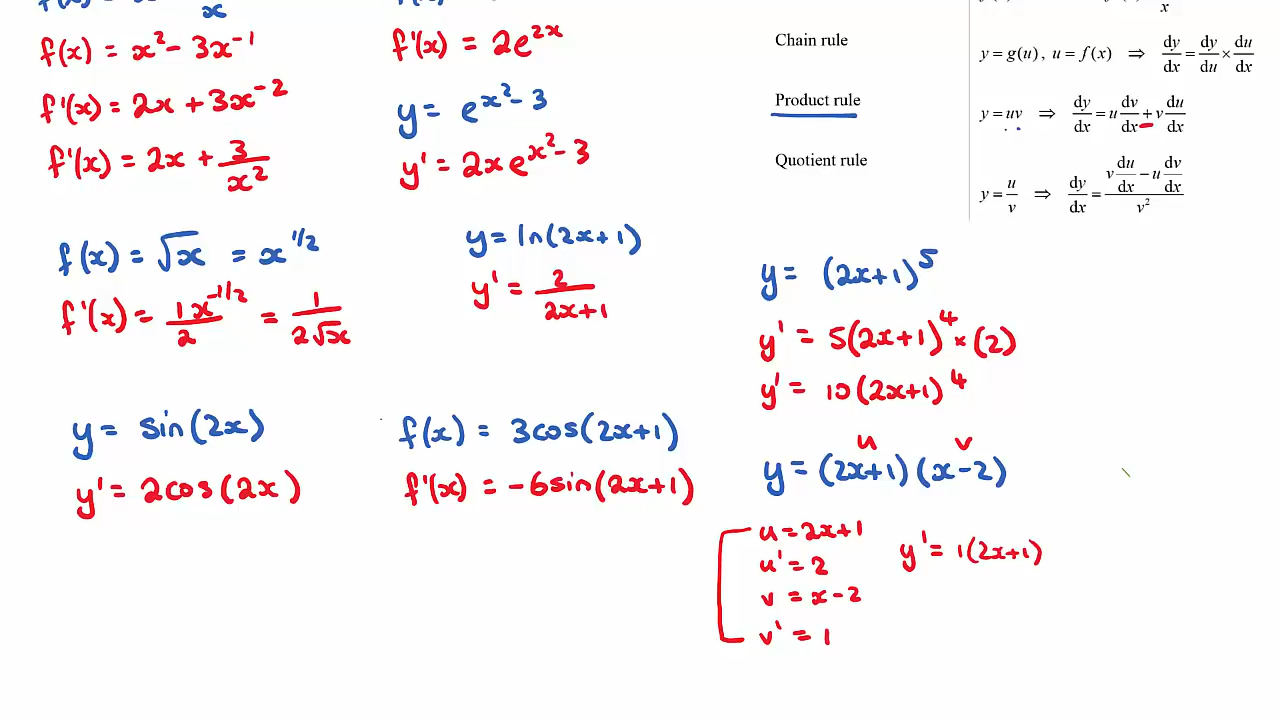 f(x) = x² - 3x⁻¹
f'(x) = 2x + 3x⁻²
f'(x) = 2x + 3/x²
f'(x) = 2e²ˣ
y = e^(x²-3)
y' = 2xe^(x²-3)
Chain rule
y = g(u), u = f(x) ⇒ dy/dx = dy/du × du/dx
Product rule
y = uv ⇒ dy/dx = u dv/dx + v du/dx
Quotient rule
y = u/v ⇒ dy/dx = (v du/dx − u dv/dx)/v²
f(x) = √x = x^(1/2)
f'(x) = 1x^(-1/2)/2 = 1/(2√x)
y = ln(2x+1)
y' = 2/(2x+1)
y = (2x+1)⁵
y' = 5(2x+1)⁴ × (2)
y' = 10(2x+1)⁴
y = sin(2x)
y' = 2cos(2x)
f(x) = 3cos(2x+1)
f'(x) = -6sin(2x+1)
u v
y = (2x+1)(x-2)
u = 2x+1
u' = 2
v = x-2
v' = 1
y' = 1(2x+1)